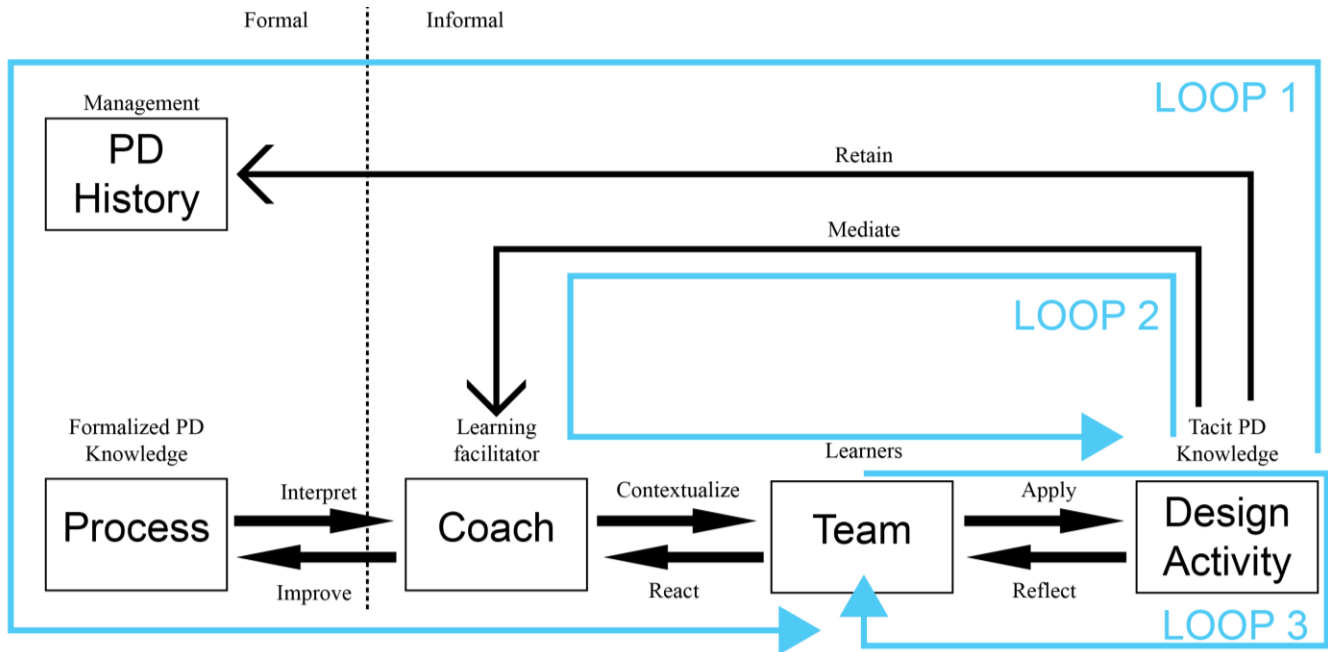 Formal
Informal
LOOP 1
Management
PD
History
Retain
Mediate
LOOP 2
Formalized PD
Knowledge
Learning
facilitator
Learners
Tacit PD
Knowledge
Process
Interpret
Improve
Coach
Contextualize
React
Team
Apply
Reflect
Design
Activity
LOOP 3